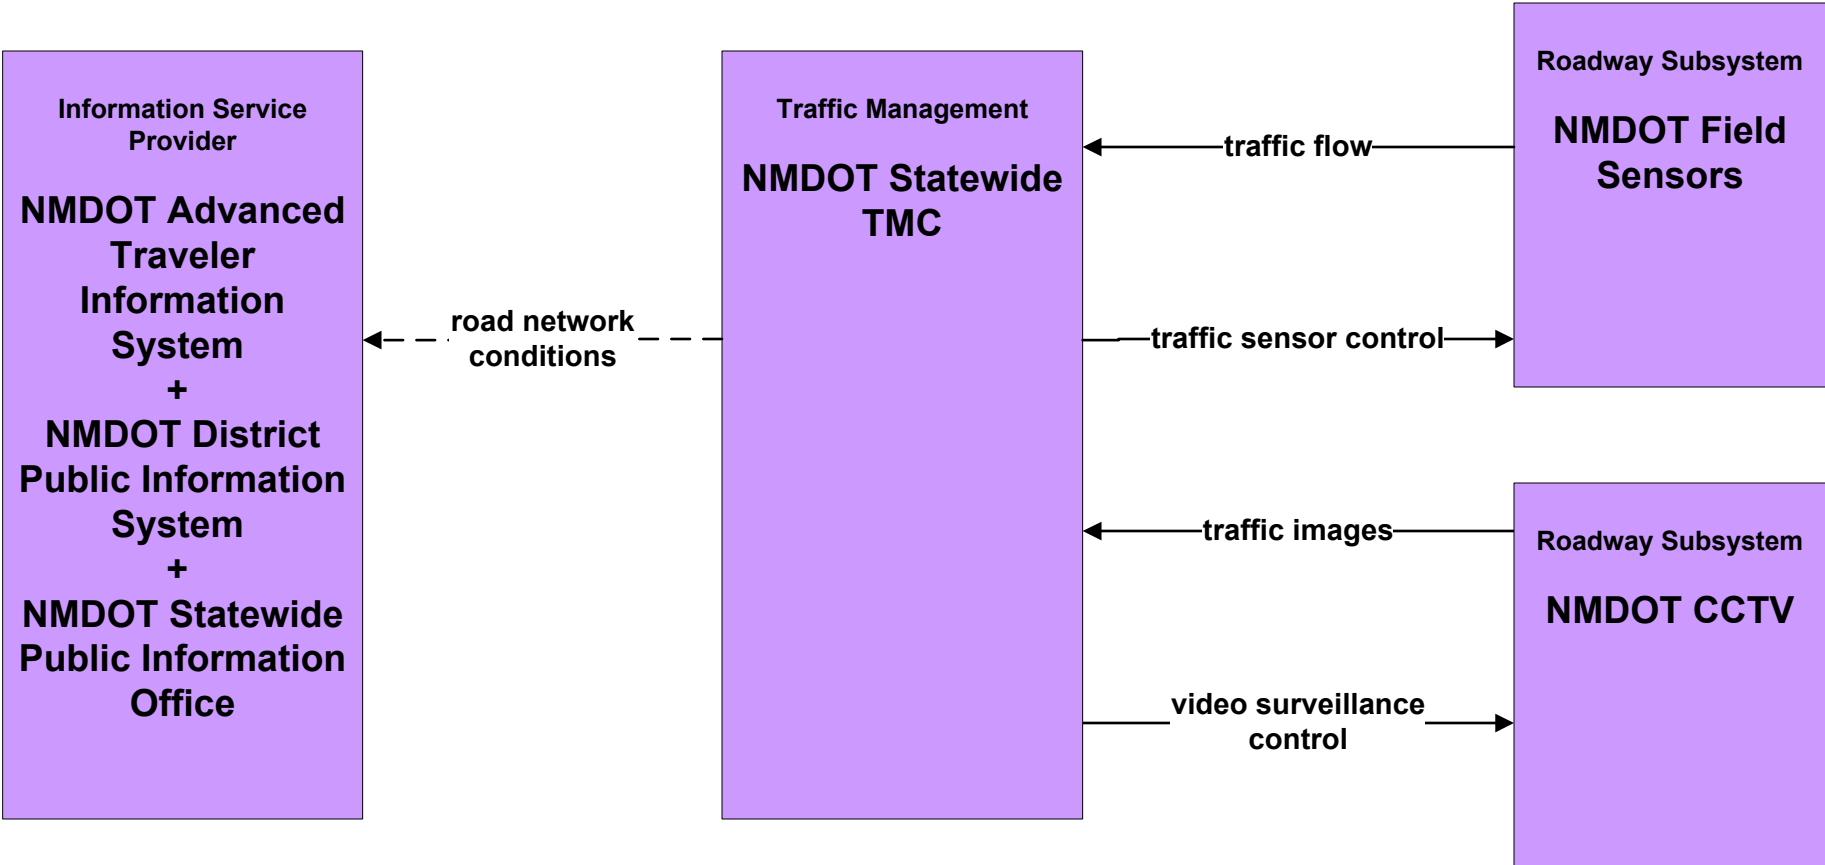 Information Service
Provider
NMDOT Advanced
Traveler
Information
System
+
NMDOT District
Public Information
System
+
NMDOT Statewide
Public Information
Office
road network
conditions
Traffic Management
NMDOT Statewide
TMC
traffic flow
traffic sensor control
traffic images
video surveillance
control
Roadway Subsystem
NMDOT Field
Sensors
Roadway Subsystem
NMDOT CCTV